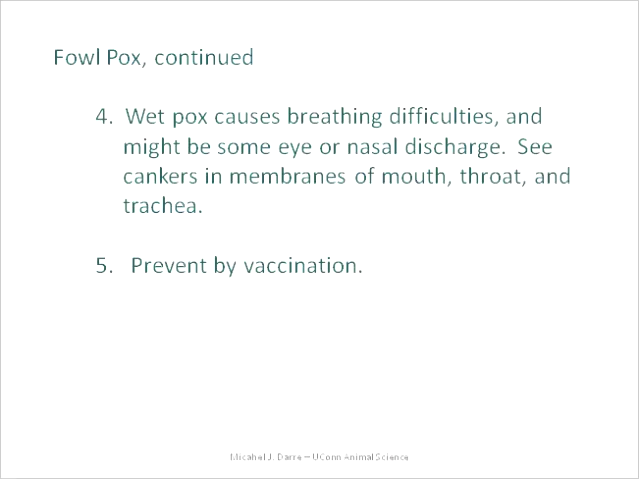 Fowl Pox, continued
4. Wet pox causes breathing difficulties, and
might be some eye or nasal discharge. See
cankers in membranes of mouth, throat, and
trachea.
5. Prevent by vaccination.
Micahel J. Darre – UConn Animal Science